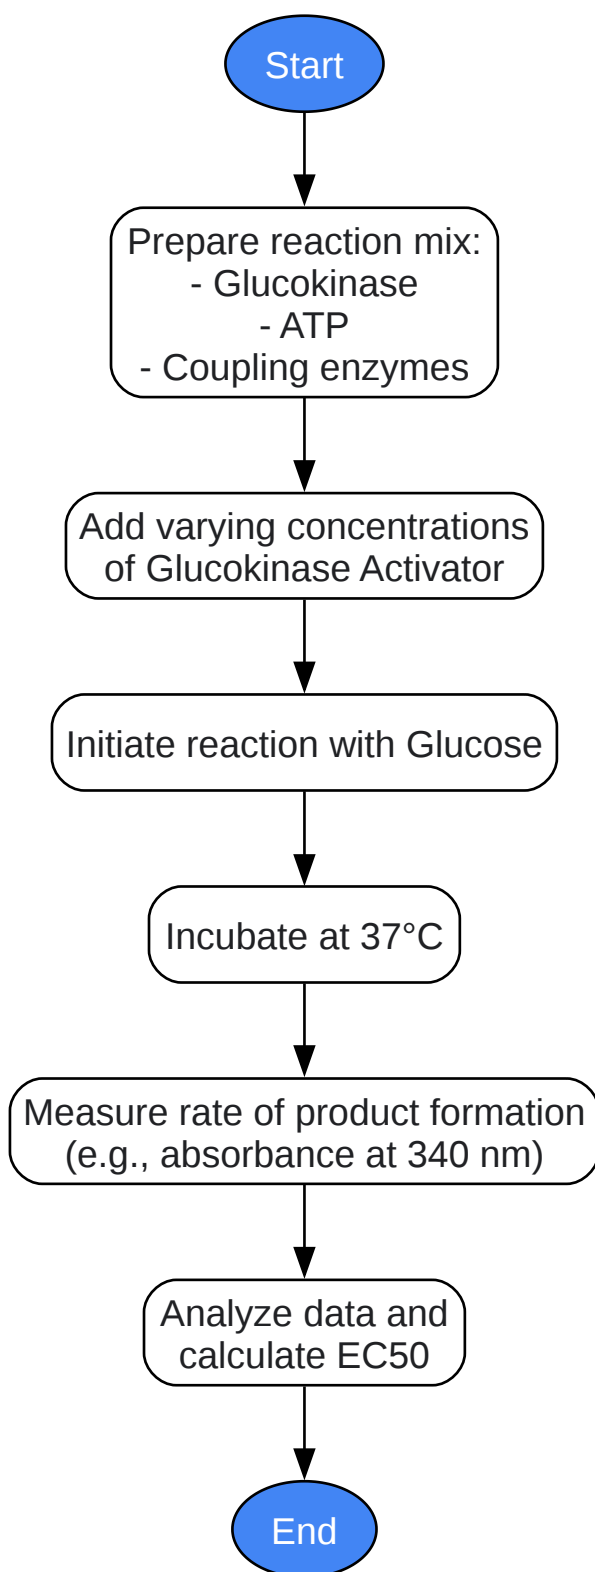 Start
Prepare reaction mix:
- Glucokinase
- ATP
- Coupling enzymes
Add varying concentrations
of Glucokinase Activator
Initiate reaction with Glucose
Incubate at 37°C
Measure rate of product formation
(e.g., absorbance at 340 nm)
Analyze data and
calculate EC50
End